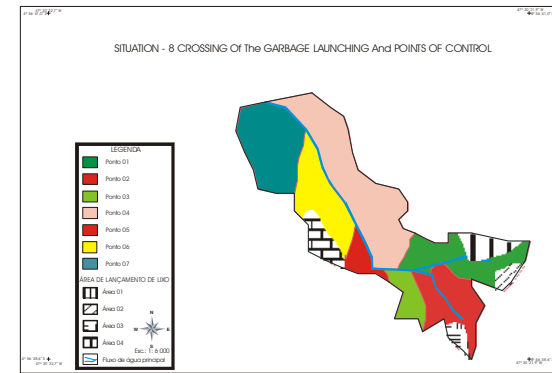 SITUATION - 8 CROSSING Of The GARBAGE LAUNCHING And POINTS OF CONTROL
LEGENDA
Ponto 01
Ponto 02
Ponto 03
Ponto 04
Ponto 05
Ponto 06
Ponto 07
ÁREA DE LANÇAMENTO DE LIXO
Área 01
Área 02
Área 03
Área 04
N
W E
S
Esc.: 1: 6 000
Fluxo de água principal